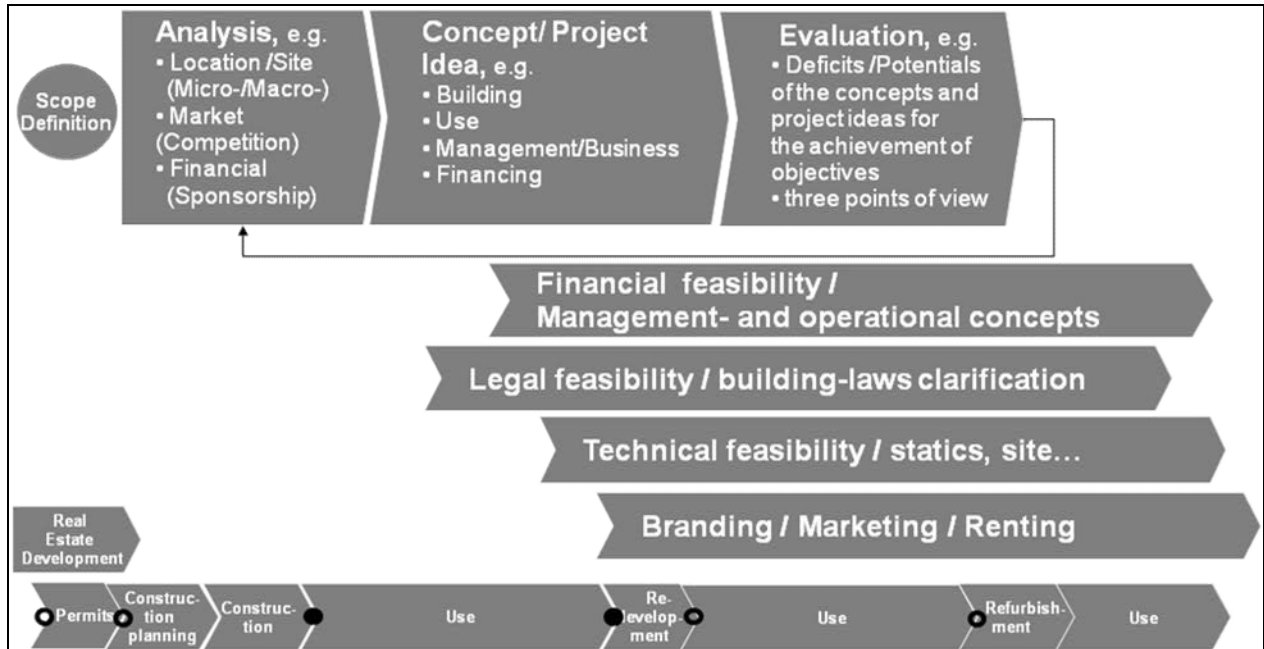 Scope
Definition
Analysis, e.g.
▪ Location /Site
(Micro-/Macro-)
▪ Market
(Competition)
▪ Financial
(Sponsorship)
Concept/ Project
Idea, e.g.
▪ Building
▪ Use
▪ Management/Business
▪ Financing
Evaluation, e.g.
▪ Deficits /Potentials
of the concepts and
project ideas for
the achievement of
objectives
▪ three points of view
Financial feasibility /
Management- and operational concepts
Legal feasibility / building-laws clarification
Technical feasibility / statics, site...
Branding / Marketing / Renting
Real
Estate
Development
Permits
Construc-
tion
planning
Construc-
tion
Use
Re-
develop-
ment
Use
Refurbish-
ment
Use